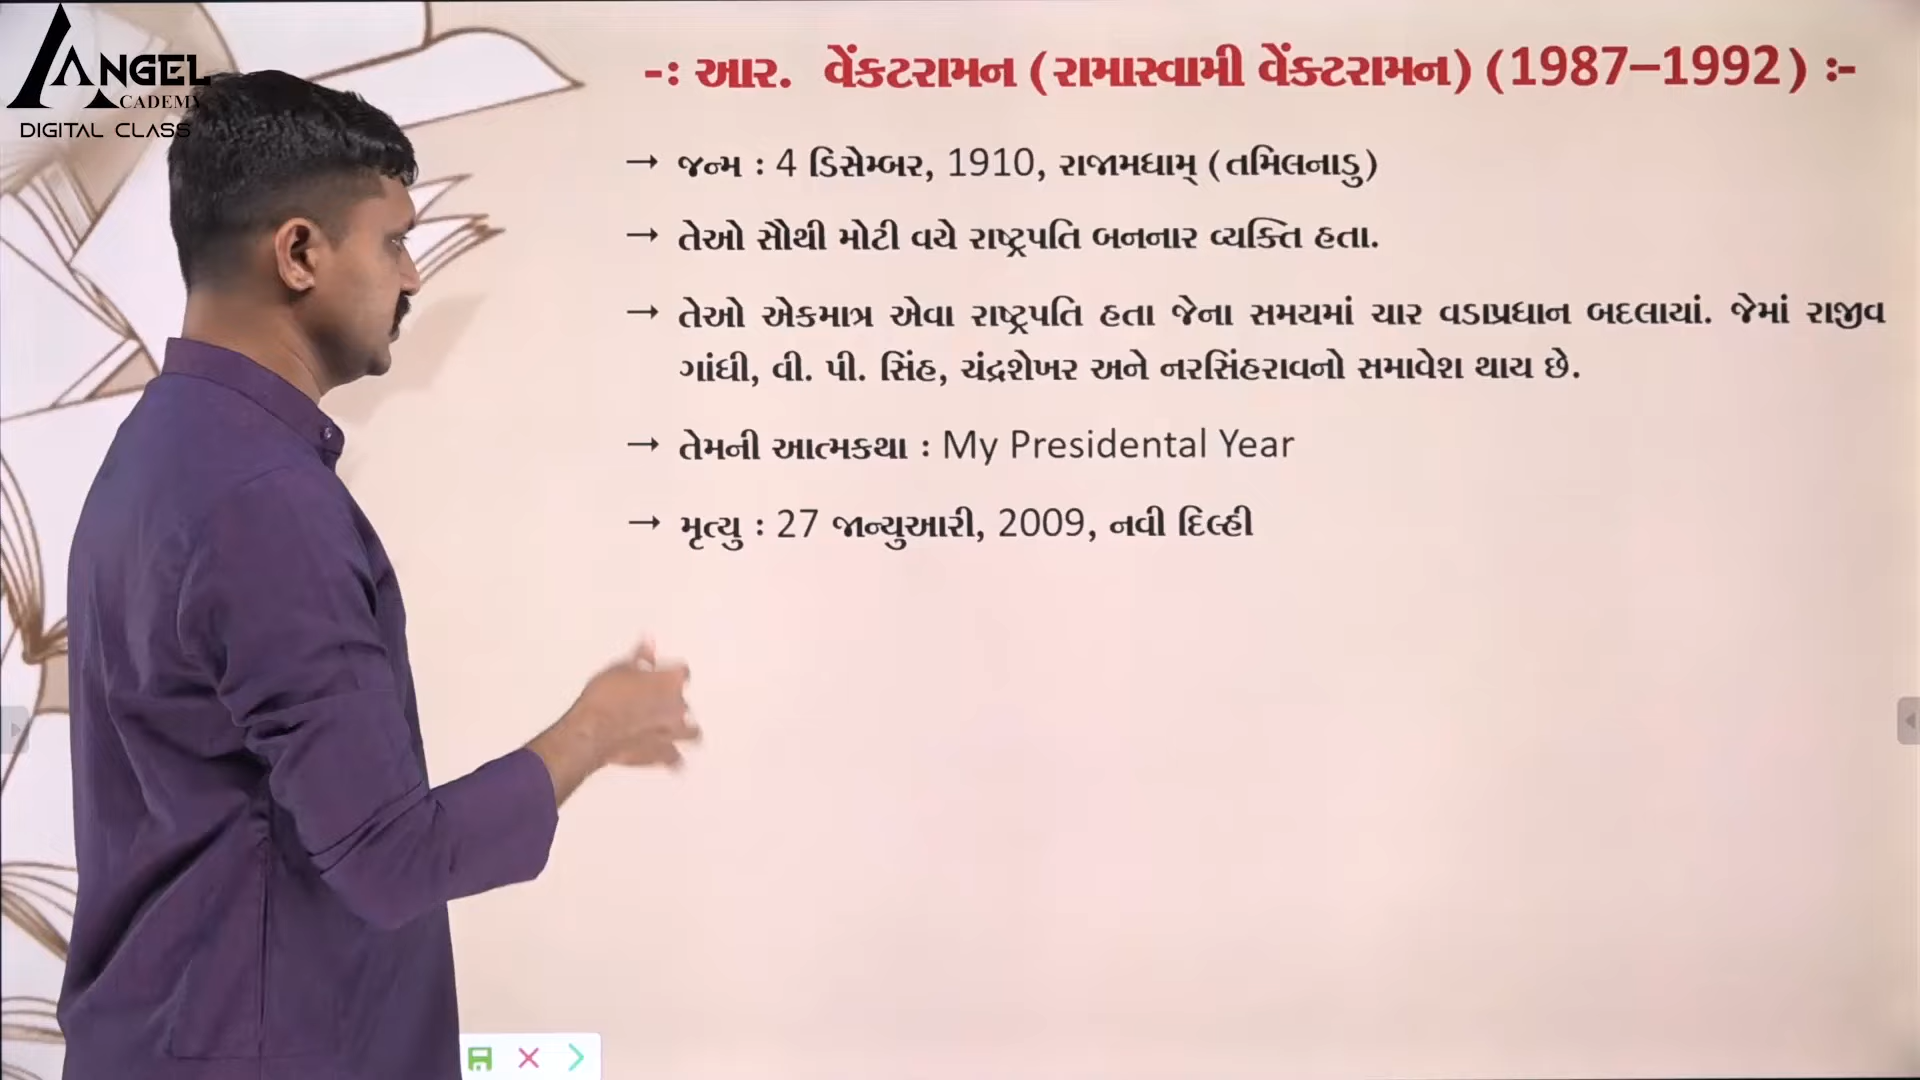 ANGEL
ACADEMY
DIGITAL CLASS
-: આર. વેંકટરામન (રામાસ્વામી વેંક્ટરામન) (1987–1992) :-
→ જન્મ : 4 ડિસેમ્બર, 1910, રાજામધામ્ (તમિલનાડુ)
→ તેઓ સૌથી મોટી વયે રાષ્ટ્રપતિ બનનાર વ્યક્તિ હતા.
→ તેઓ એકમાત્ર એવા રાષ્ટ્રપતિ હતા જેના સમયમાં ચાર વડાપ્રધાન બદલાયાં. જેમાં રાજીવ
ગાંધી, વી. પી. સિંહ, ચંદ્રશેખર અને નરસિંહરાવનો સમાવેશ થાય છે.
→ તેમની આત્મકથા : My Presidental Year
→ મૃત્યુ : 27 જાન્યુઆરી, 2009, નવી દિલ્હી